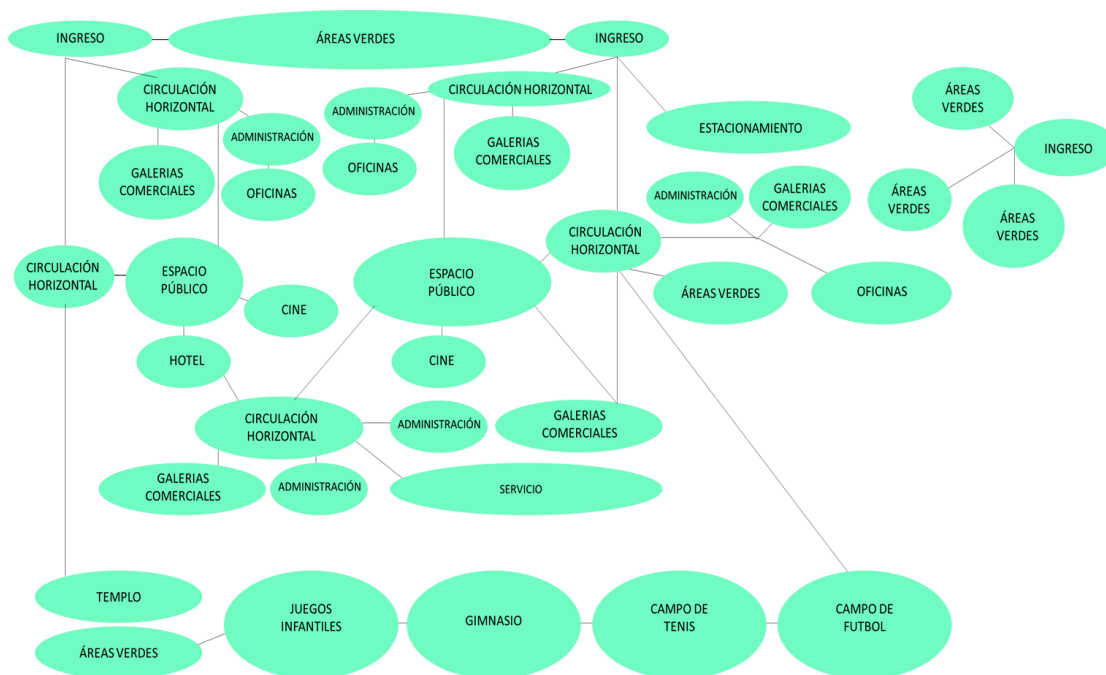 INGRESO
ÁREAS VERDES
INGRESO
CIRCULACIÓN
HORIZONTAL
ADMINISTRACIÓN
CIRCULACIÓN HORIZONTAL
ESTACIONAMIENTO
ÁREAS
VERDES
INGRESO
ADMINISTRACIÓN
GALERIAS
COMERCIALES
OFICINAS
OFICINAS
GALERIAS
COMERCIALES
ADMINISTRACIÓN
GALERIAS
COMERCIALES
ÁREAS
VERDES
ÁREAS
VERDES
CIRCULACIÓN
HORIZONTAL
ESPACIO
PÚBLICO
CINE
ESPACIO
PÚBLICO
CIRCULACIÓN
HORIZONTAL
ÁREAS VERDES
OFICINAS
HOTEL
CINE
CIRCULACIÓN
HORIZONTAL
ADMINISTRACIÓN
GALERIAS
COMERCIALES
GALERIAS
COMERCIALES
ADMINISTRACIÓN
SERVICIO
TEMPLO
ÁREAS VERDES
JUEGOS
INFANTILES
GIMNASIO
CAMPO DE
TENIS
CAMPO DE
FUTBOL